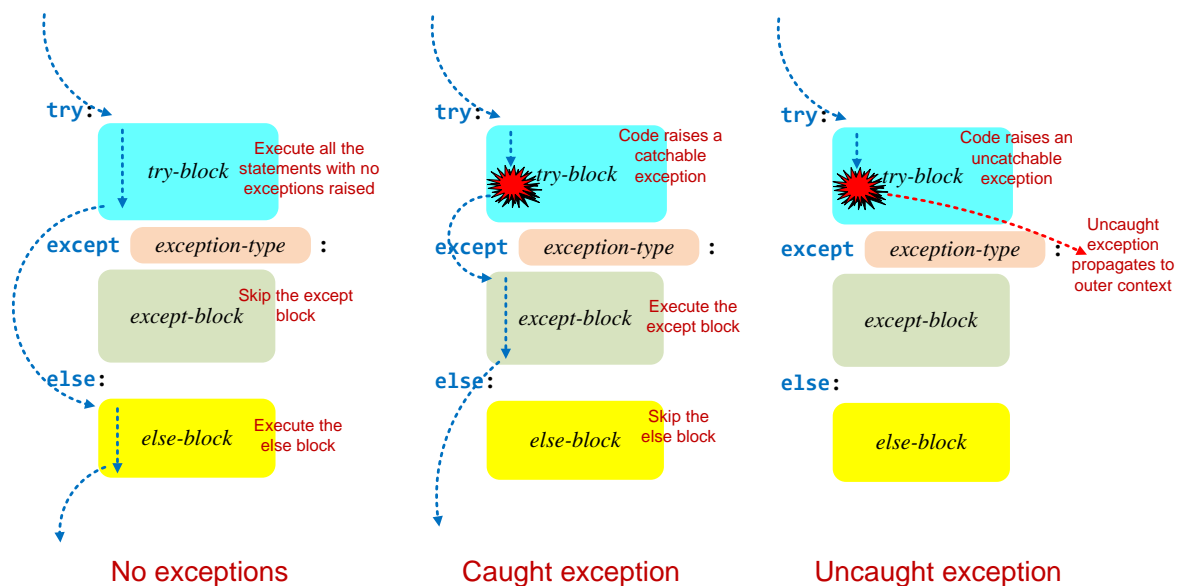 try:
Execute all the
statements with no
exceptions raised
try-block
except exception-type :
Skip the except
block
except-block
else:
Execute the
else block
else-block
No exceptions
try:
Code raises a
catchable
exception
try-block
except exception-type :
Execute the
except block
except-block
else:
Skip the
else block
else-block
Caught exception
try:
Code raises an
uncatchable
exception
try-block
except exception-type :
Uncaught
exception
propagates to
outer context
except-block
else:
else-block
Uncaught exception